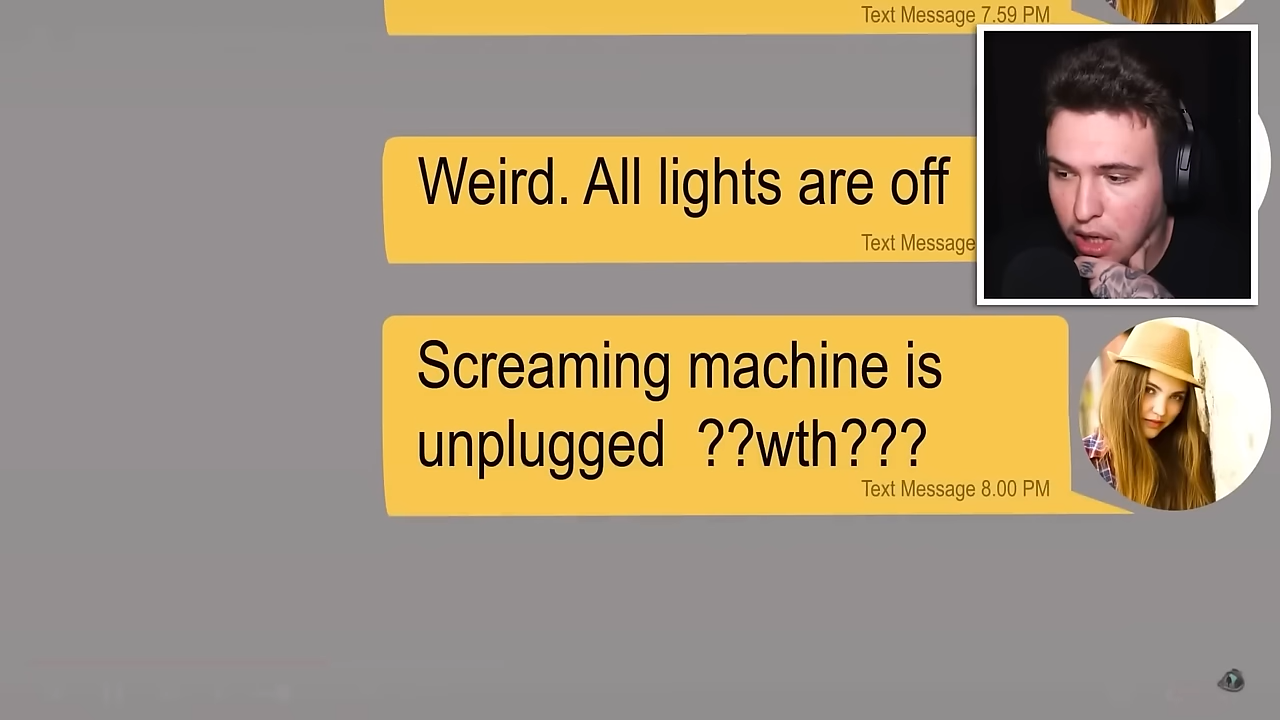 Text Message 7.59 PM
Weird. All lights are off
Text Message
Screaming machine is
unplugged  ??wth???
Text Message 8.00 PM